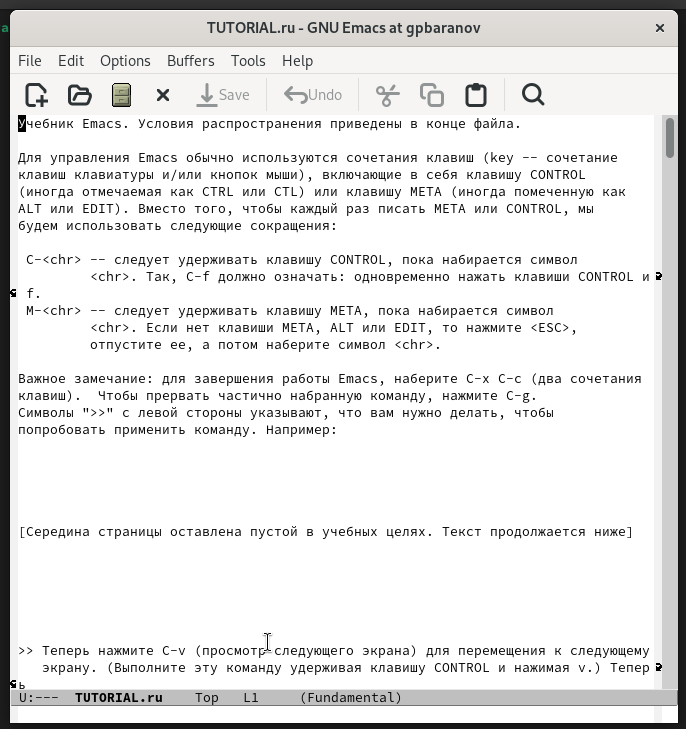 TUTORIAL.ru - GNU Emacs at gpbaranov
File Edit Options Buffers Tools Help
Save Undo
Учебник Emacs. Условия распространения приведены в конце файла.
Для управления Emacs обычно используются сочетания клавиш (key -- сочетание
клавиш клавиатуры и/или кнопок мыши), включающие в себя клавишу CONTROL
(иногда отмечаемая как CTRL или CTL) или клавишу META (иногда помеченную как
ALT или EDIT). Вместо того, чтобы каждый раз писать META или CONTROL, мы
будем использовать следующие сокращения:
C-<chr> -- следует удерживать клавишу CONTROL, пока набирается символ
<chr>. Так, C-f должно означать: одновременно нажать клавиши CONTROL и
f.
M-<chr> -- следует удерживать клавишу META, пока набирается символ
<chr>. Если нет клавиши META, ALT или EDIT, то нажмите <ESC>,
отпустите ее, а потом наберите символ <chr>.
Важное замечание: для завершения работы Emacs, наберите C-x C-c (два сочетания
клавиш).  Чтобы прервать частично набранную команду, нажмите C-g.
Символы ">>" с левой стороны указывают, что вам нужно делать, чтобы
попробовать применить команду. Например:
[Середина страницы оставлена пустой в учебных целях. Текст продолжается ниже]
>> Теперь нажмите C-v (просмотр следующего экрана) для перемещения к следующему
экрану. (Выполните эту команду удерживая клавишу CONTROL и нажимая v.) Тепер
ь
U:--- TUTORIAL.ru Top L1 (Fundamental)